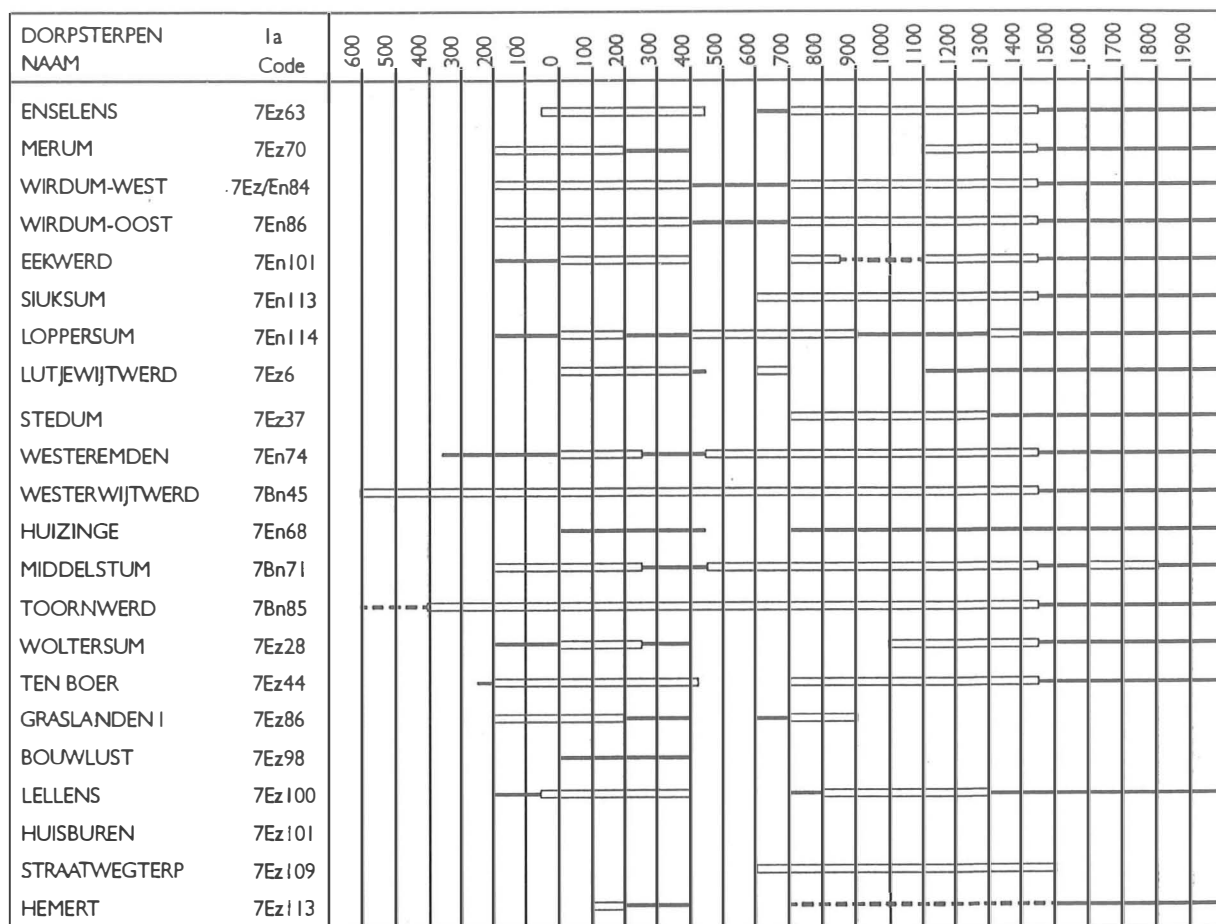 DORPSTERPEN Ia 600 500 400 300 200 100 0 100 200 300 400 500 600 700 800 900 1000 1100 1200 1300 1400 1500 1600 1700 1800 1900
NAAM Code
ENSELENS 7Ez63
MERUM 7Ez70
WIRDUM-WEST 7Ez/En84
WIRDUM-OOST 7En86
EEKWERD 7En101
SIUKSUM 7En113
LOPPERSUM 7En114
LUTJEWIJTWERD 7Ez6
STEDUM 7Ez37
WESTEREMDEN 7En74
WESTERWIJTWERD 7Bn45
HUIZINGE 7En68
MIDDELSTUM 7Bn71
TOORNWERD 7Bn85
WOLTERSUM 7Ez28
TEN BOER 7Ez44
GRASLANDEN I 7Ez86
BOUWLUST 7Ez98
LELLENS 7Ez100
HUISBUREN 7Ez101
STRAATWEGTERP 7Ez109
HEMERT 7Ez113